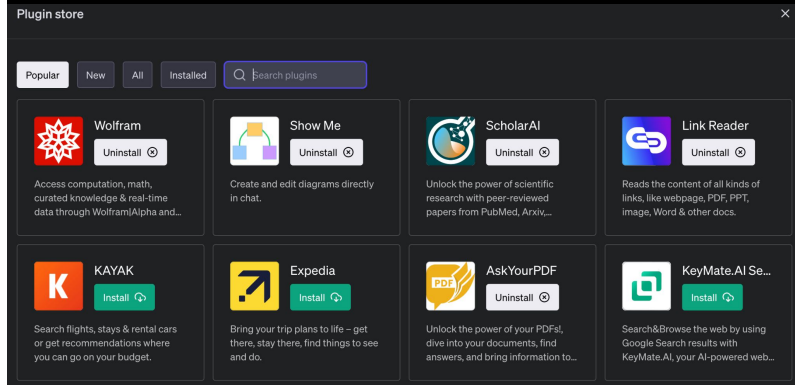 Plugin store
Popular
New
All
Installed
Search plugins
Wolfram
Uninstall
Access computation, math,
curated knowledge & real-time
data through Wolfram|Alpha and...
Show Me
Uninstall
Create and edit diagrams directly
in chat.
ScholarAI
Uninstall
Unlock the power of scientific
research with peer-reviewed
papers from PubMed, Arxiv,...
Link Reader
Uninstall
Reads the content of all kinds of
links, like webpage, PDF, PPT,
image, Word & other docs.
K
KAYAK
Install
Search flights, stays & rental cars
or get recommendations where
you can go on your budget.
Expedia
Install
Bring your trip plans to life – get
there, stay there, find things to see
and do.
PDF
AskYourPDF
Uninstall
Unlock the power of your PDFs!,
dive into your documents, find
answers, and bring information to...
KeyMate.AI Se...
Install
Search&Browse the web by using
Google Search results with
KeyMate.AI, your AI-powered web...